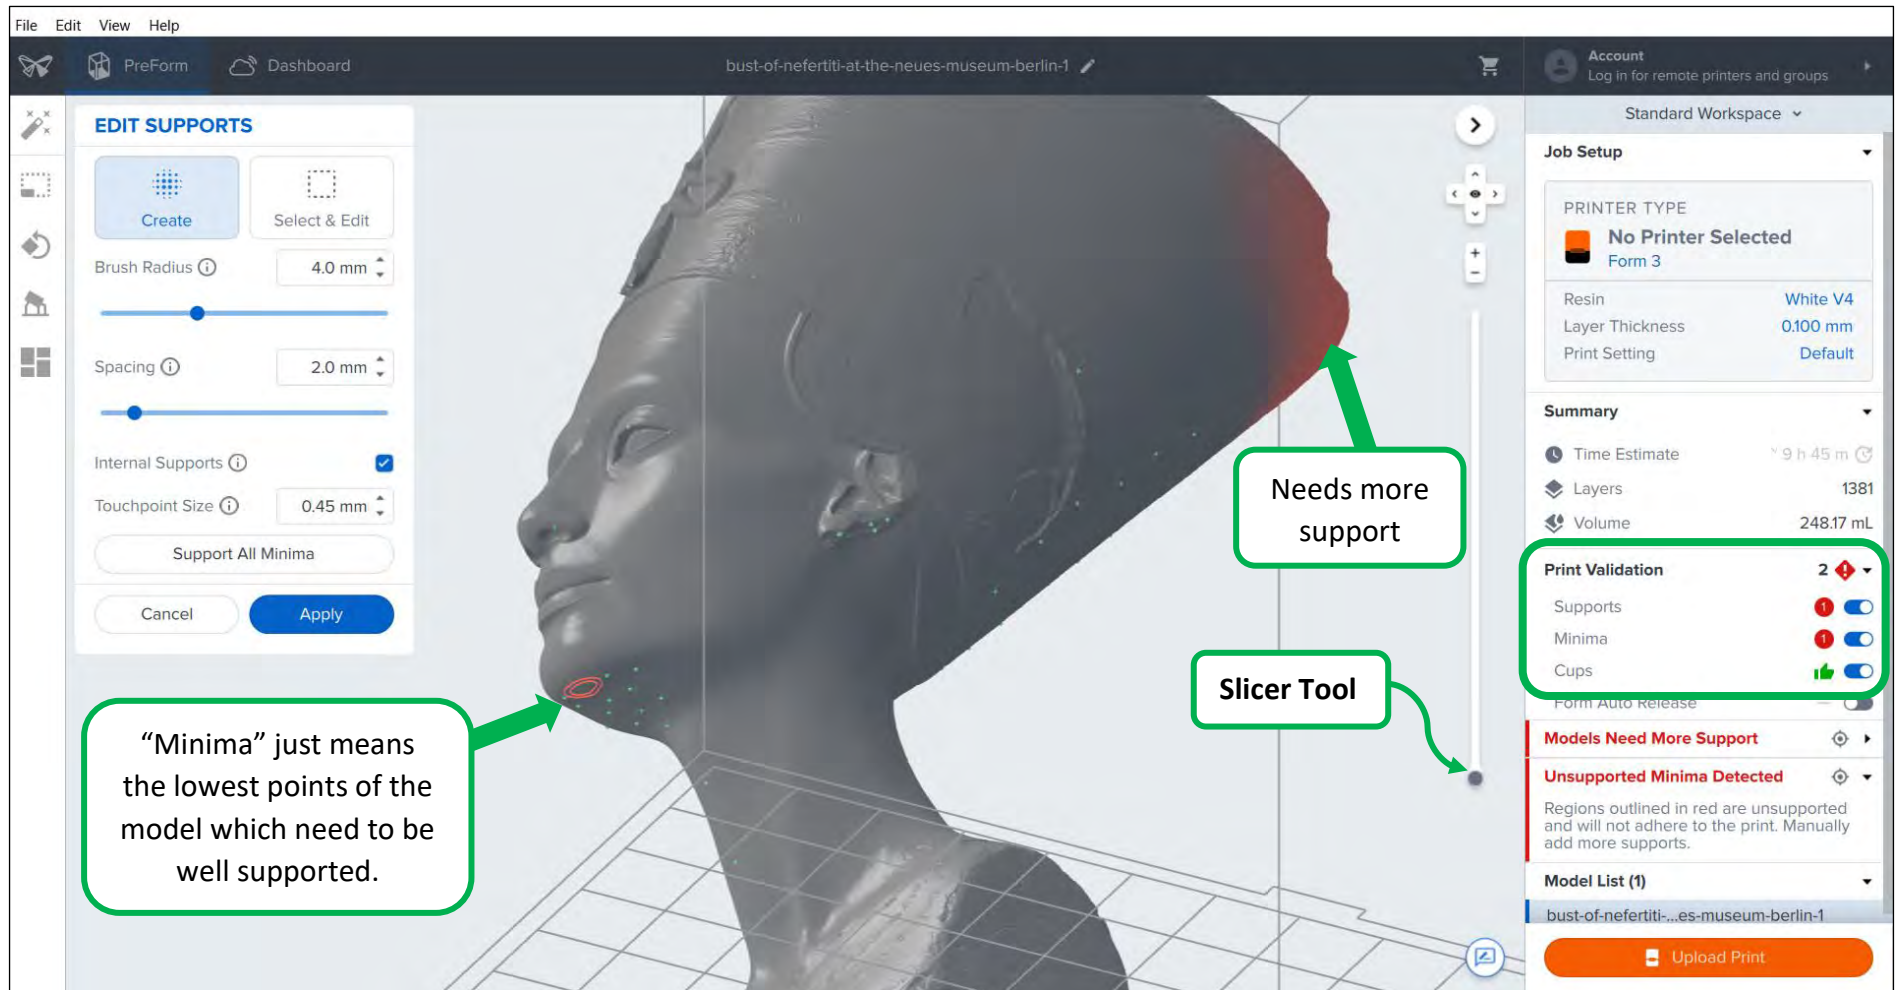 File Edit View Help
PreForm Dashboard
bust-of-nefertiti-at-the-neues-museum-berlin-1
Account
Log in for remote printers and groups
EDIT SUPPORTS
Create
Select & Edit
Brush Radius
4.0 mm
Spacing
2.0 mm
Internal Supports
Touchpoint Size
0.45 mm
Support All Minima
Cancel
Apply
Needs more
support
Slicer Tool
“Minima” just means
the lowest points of the
model which need to be
well supported.
Standard Workspace
Job Setup
PRINTER TYPE
No Printer Selected
Form 3
Resin White V4
Layer Thickness 0.100 mm
Print Setting Default
Summary
Time Estimate ~ 9 h 45 m
Layers 1381
Volume 248.17 mL
Print Validation 2
Supports 1
Minima 1
Cups
Form Auto Release
Models Need More Support
Unsupported Minima Detected
Regions outlined in red are unsupported
and will not adhere to the print. Manually
add more supports.
Model List (1)
bust-of-nefertiti-...es-museum-berlin-1
Upload Print